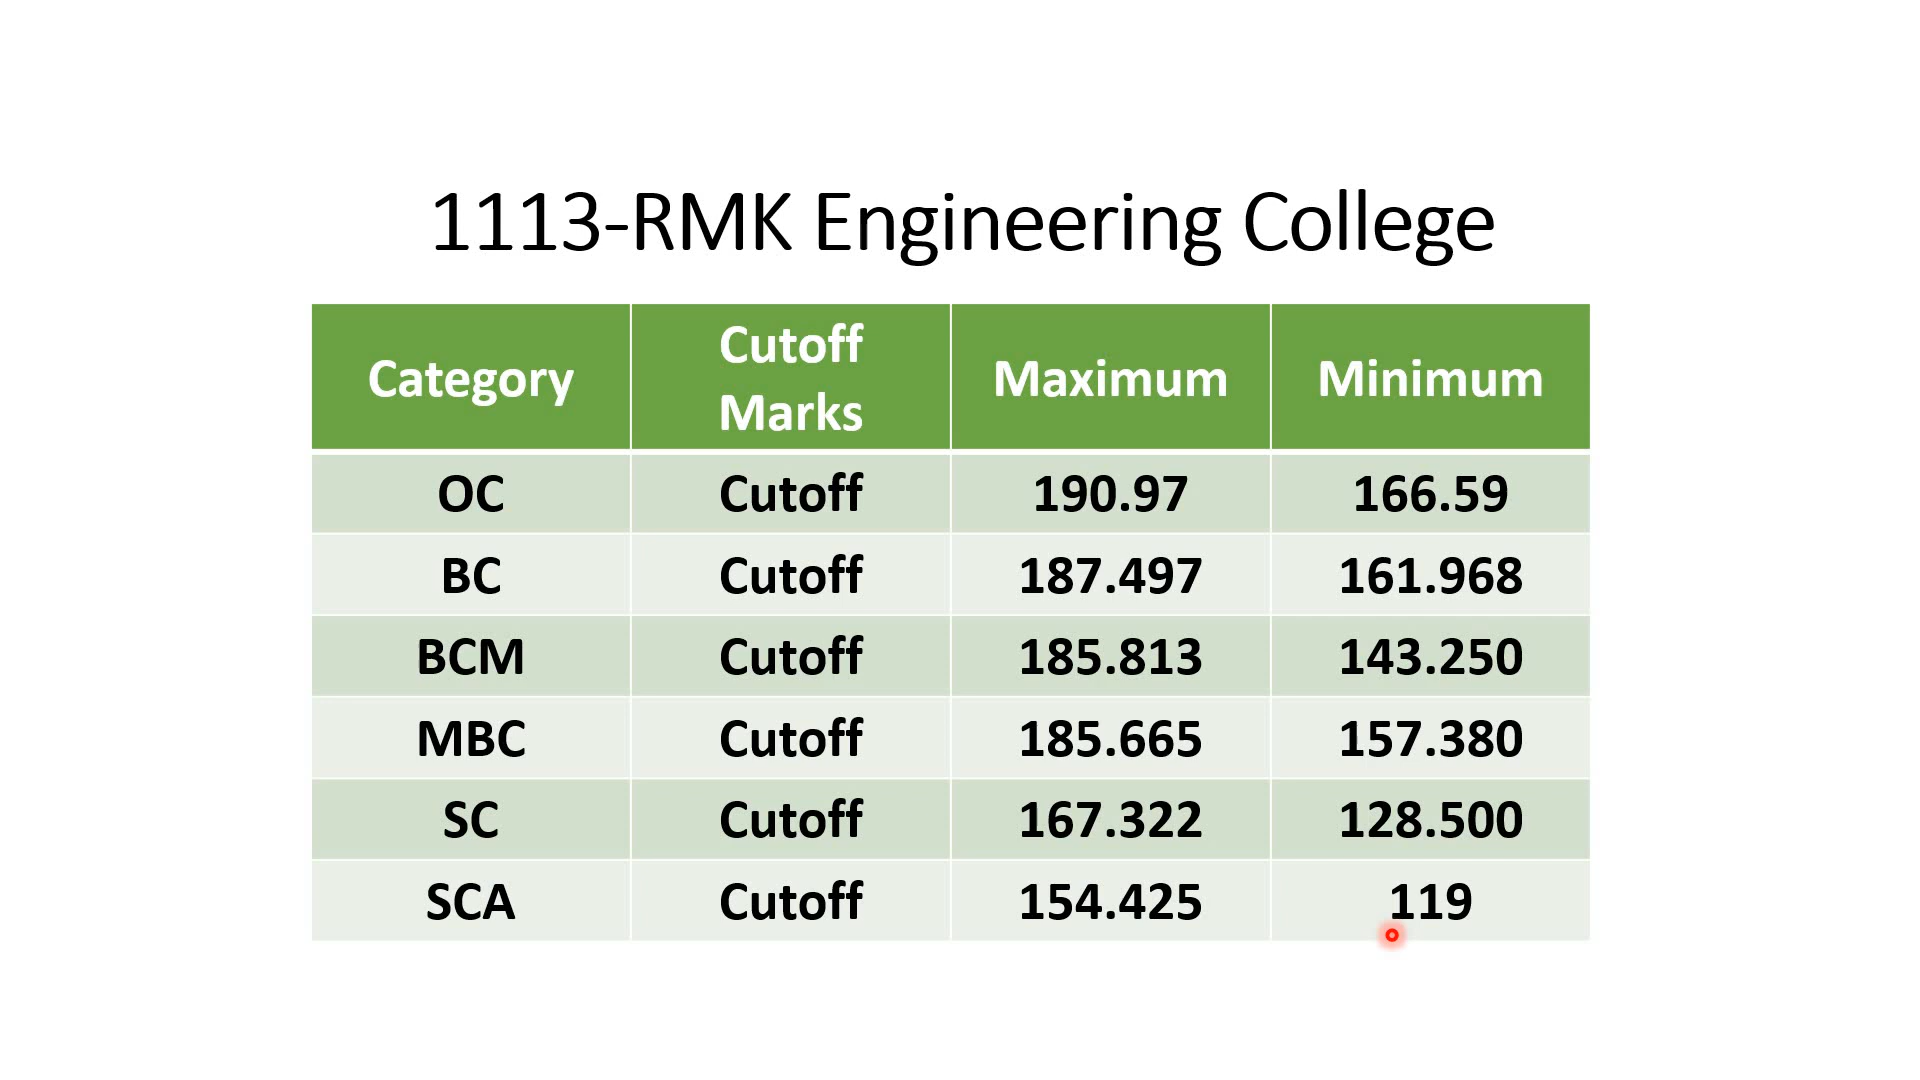 1113-RMK Engineering College
Category Cutoff Marks Maximum Minimum
OC Cutoff 190.97 166.59
BC Cutoff 187.497 161.968
BCM Cutoff 185.813 143.250
MBC Cutoff 185.665 157.380
SC Cutoff 167.322 128.500
SCA Cutoff 154.425 119